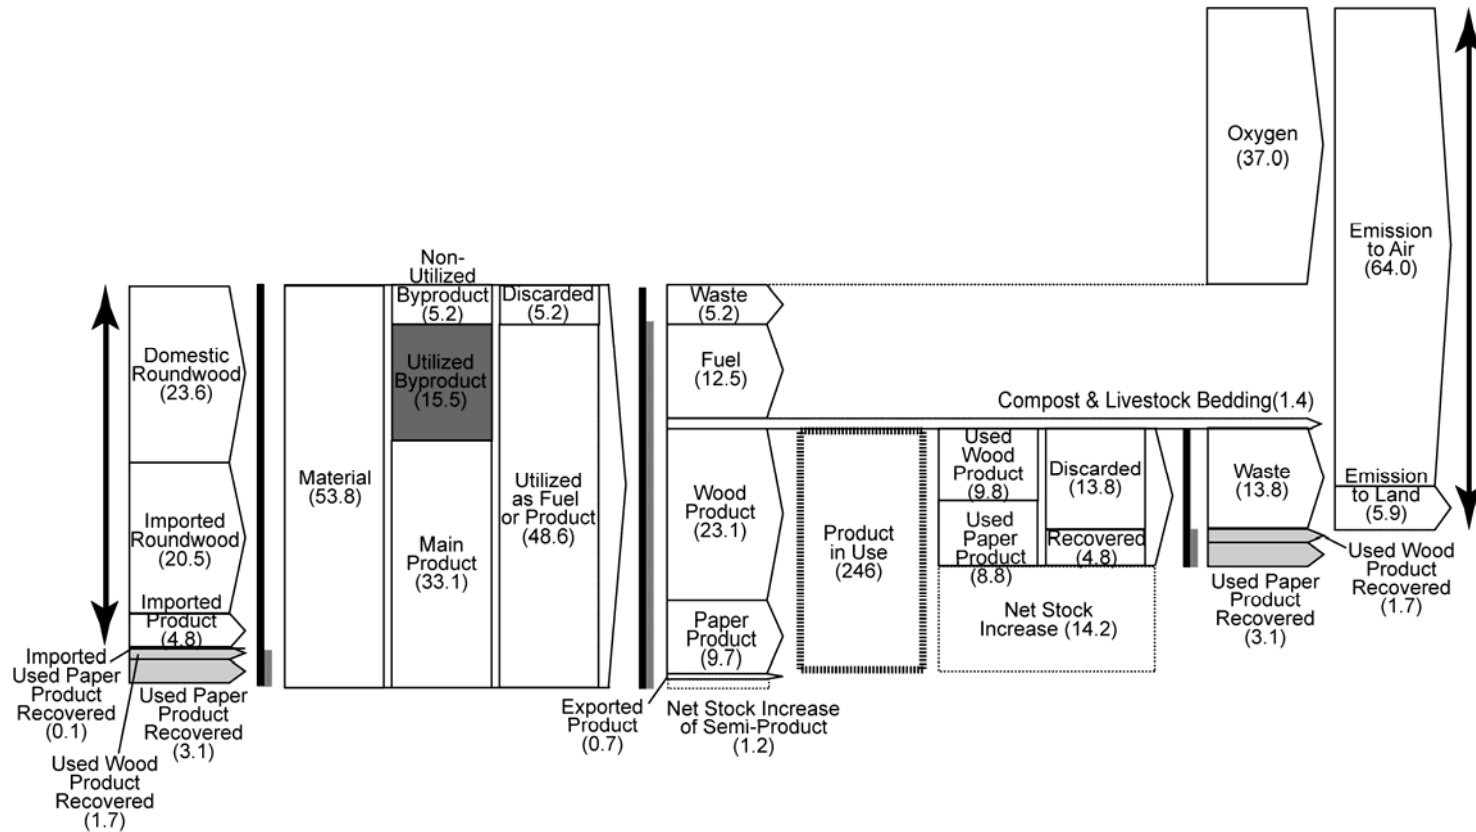 Domestic
Roundwood
(23.6)
Imported
Roundwood
(20.5)
Imported
Product
(4.8)
Imported
Used Paper
Product
Recovered
(0.1)
Used Wood
Product
Recovered
(1.7)
Used Paper
Product
Recovered
(3.1)
Material
(53.8)
Non-
Utilized
Byproduct
(5.2)
Utilized
Byproduct
(15.5)
Main
Product
(33.1)
Discarded
(5.2)
Utilized
as Fuel
or Product
(48.6)
Waste
(5.2)
Fuel
(12.5)
Compost & Livestock Bedding(1.4)
Wood
Product
(23.1)
Paper
Product
(9.7)
Exported
Product
(0.7)
Net Stock Increase
of Semi-Product
(1.2)
Product
in Use
(246)
Used
Wood
Product
(9.8)
Used
Paper
Product
(8.8)
Discarded
(13.8)
Recovered
(4.8)
Net Stock
Increase (14.2)
Oxygen
(37.0)
Waste
(13.8)
Used Paper
Product
Recovered
(3.1)
Emission
to Air
(64.0)
Emission
to Land
(5.9)
Used Wood
Product
Recovered
(1.7)